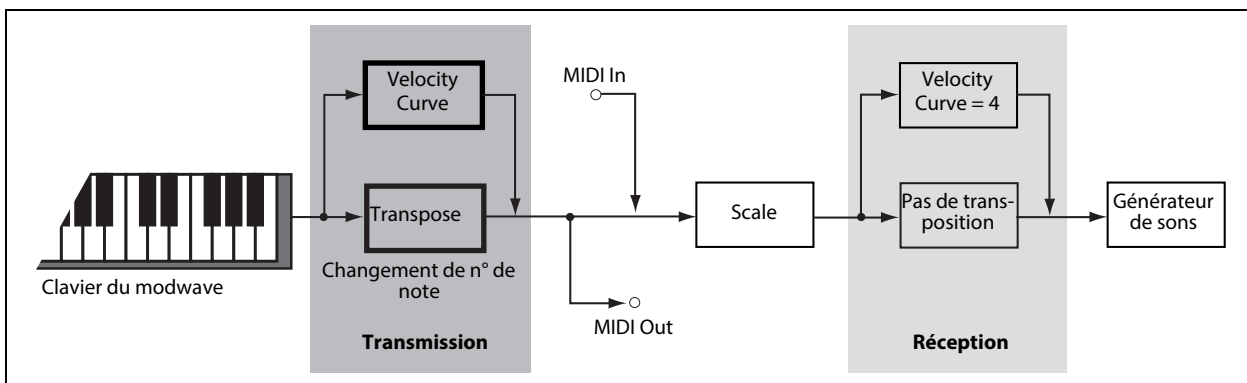 Velocity
Curve
MIDI In
Velocity
Curve = 4
Transpose
Scale
Pas de trans-
position
Générateur
de sons
Changement de n° de
note
Clavier du modwave
MIDI Out
Transmission
Réception